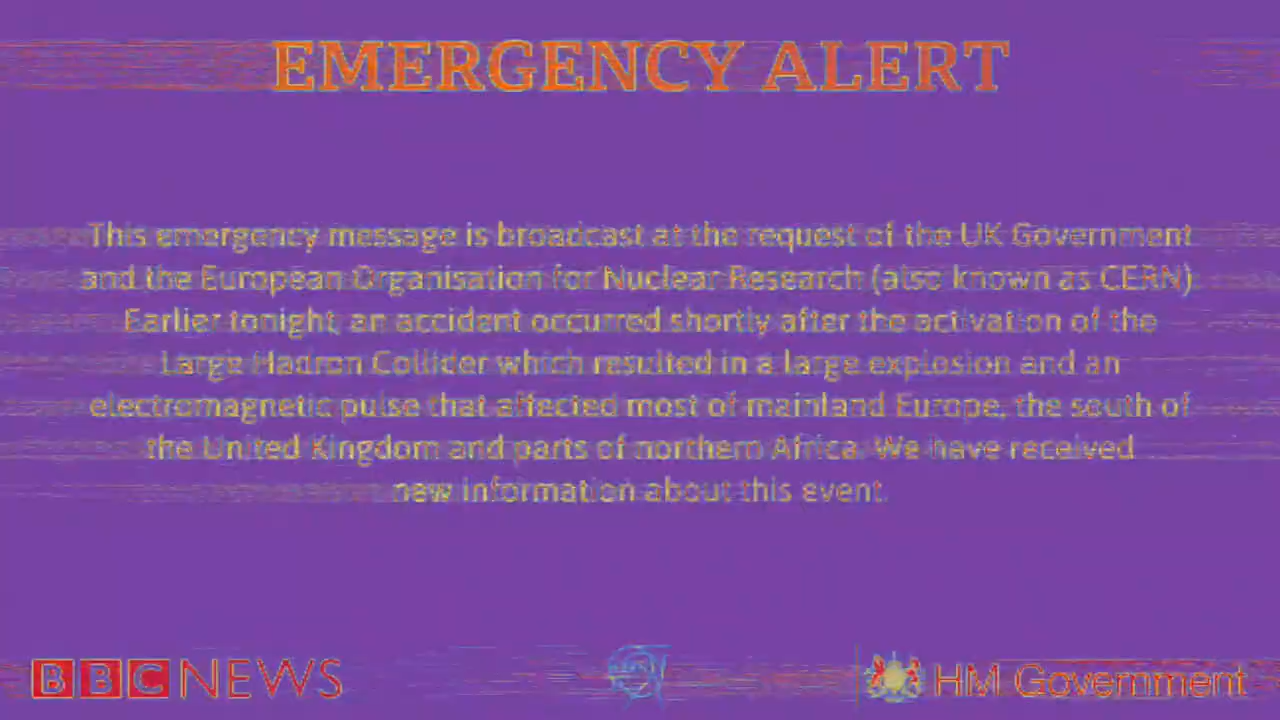 EMERGENCY ALERT
This emergency message is broadcast at the request of the UK Government
and the European Organisation for Nuclear Research (also known as CERN)
Earlier tonight, an accident occurred shortly after the activation of the
Large Hadron Collider which resulted in a large explosion and an
electromagnetic pulse that affected most of mainland Europe, the south of
the United Kingdom and parts of northern Africa. We have received
new information about this event.
BBC NEWS
HM Government